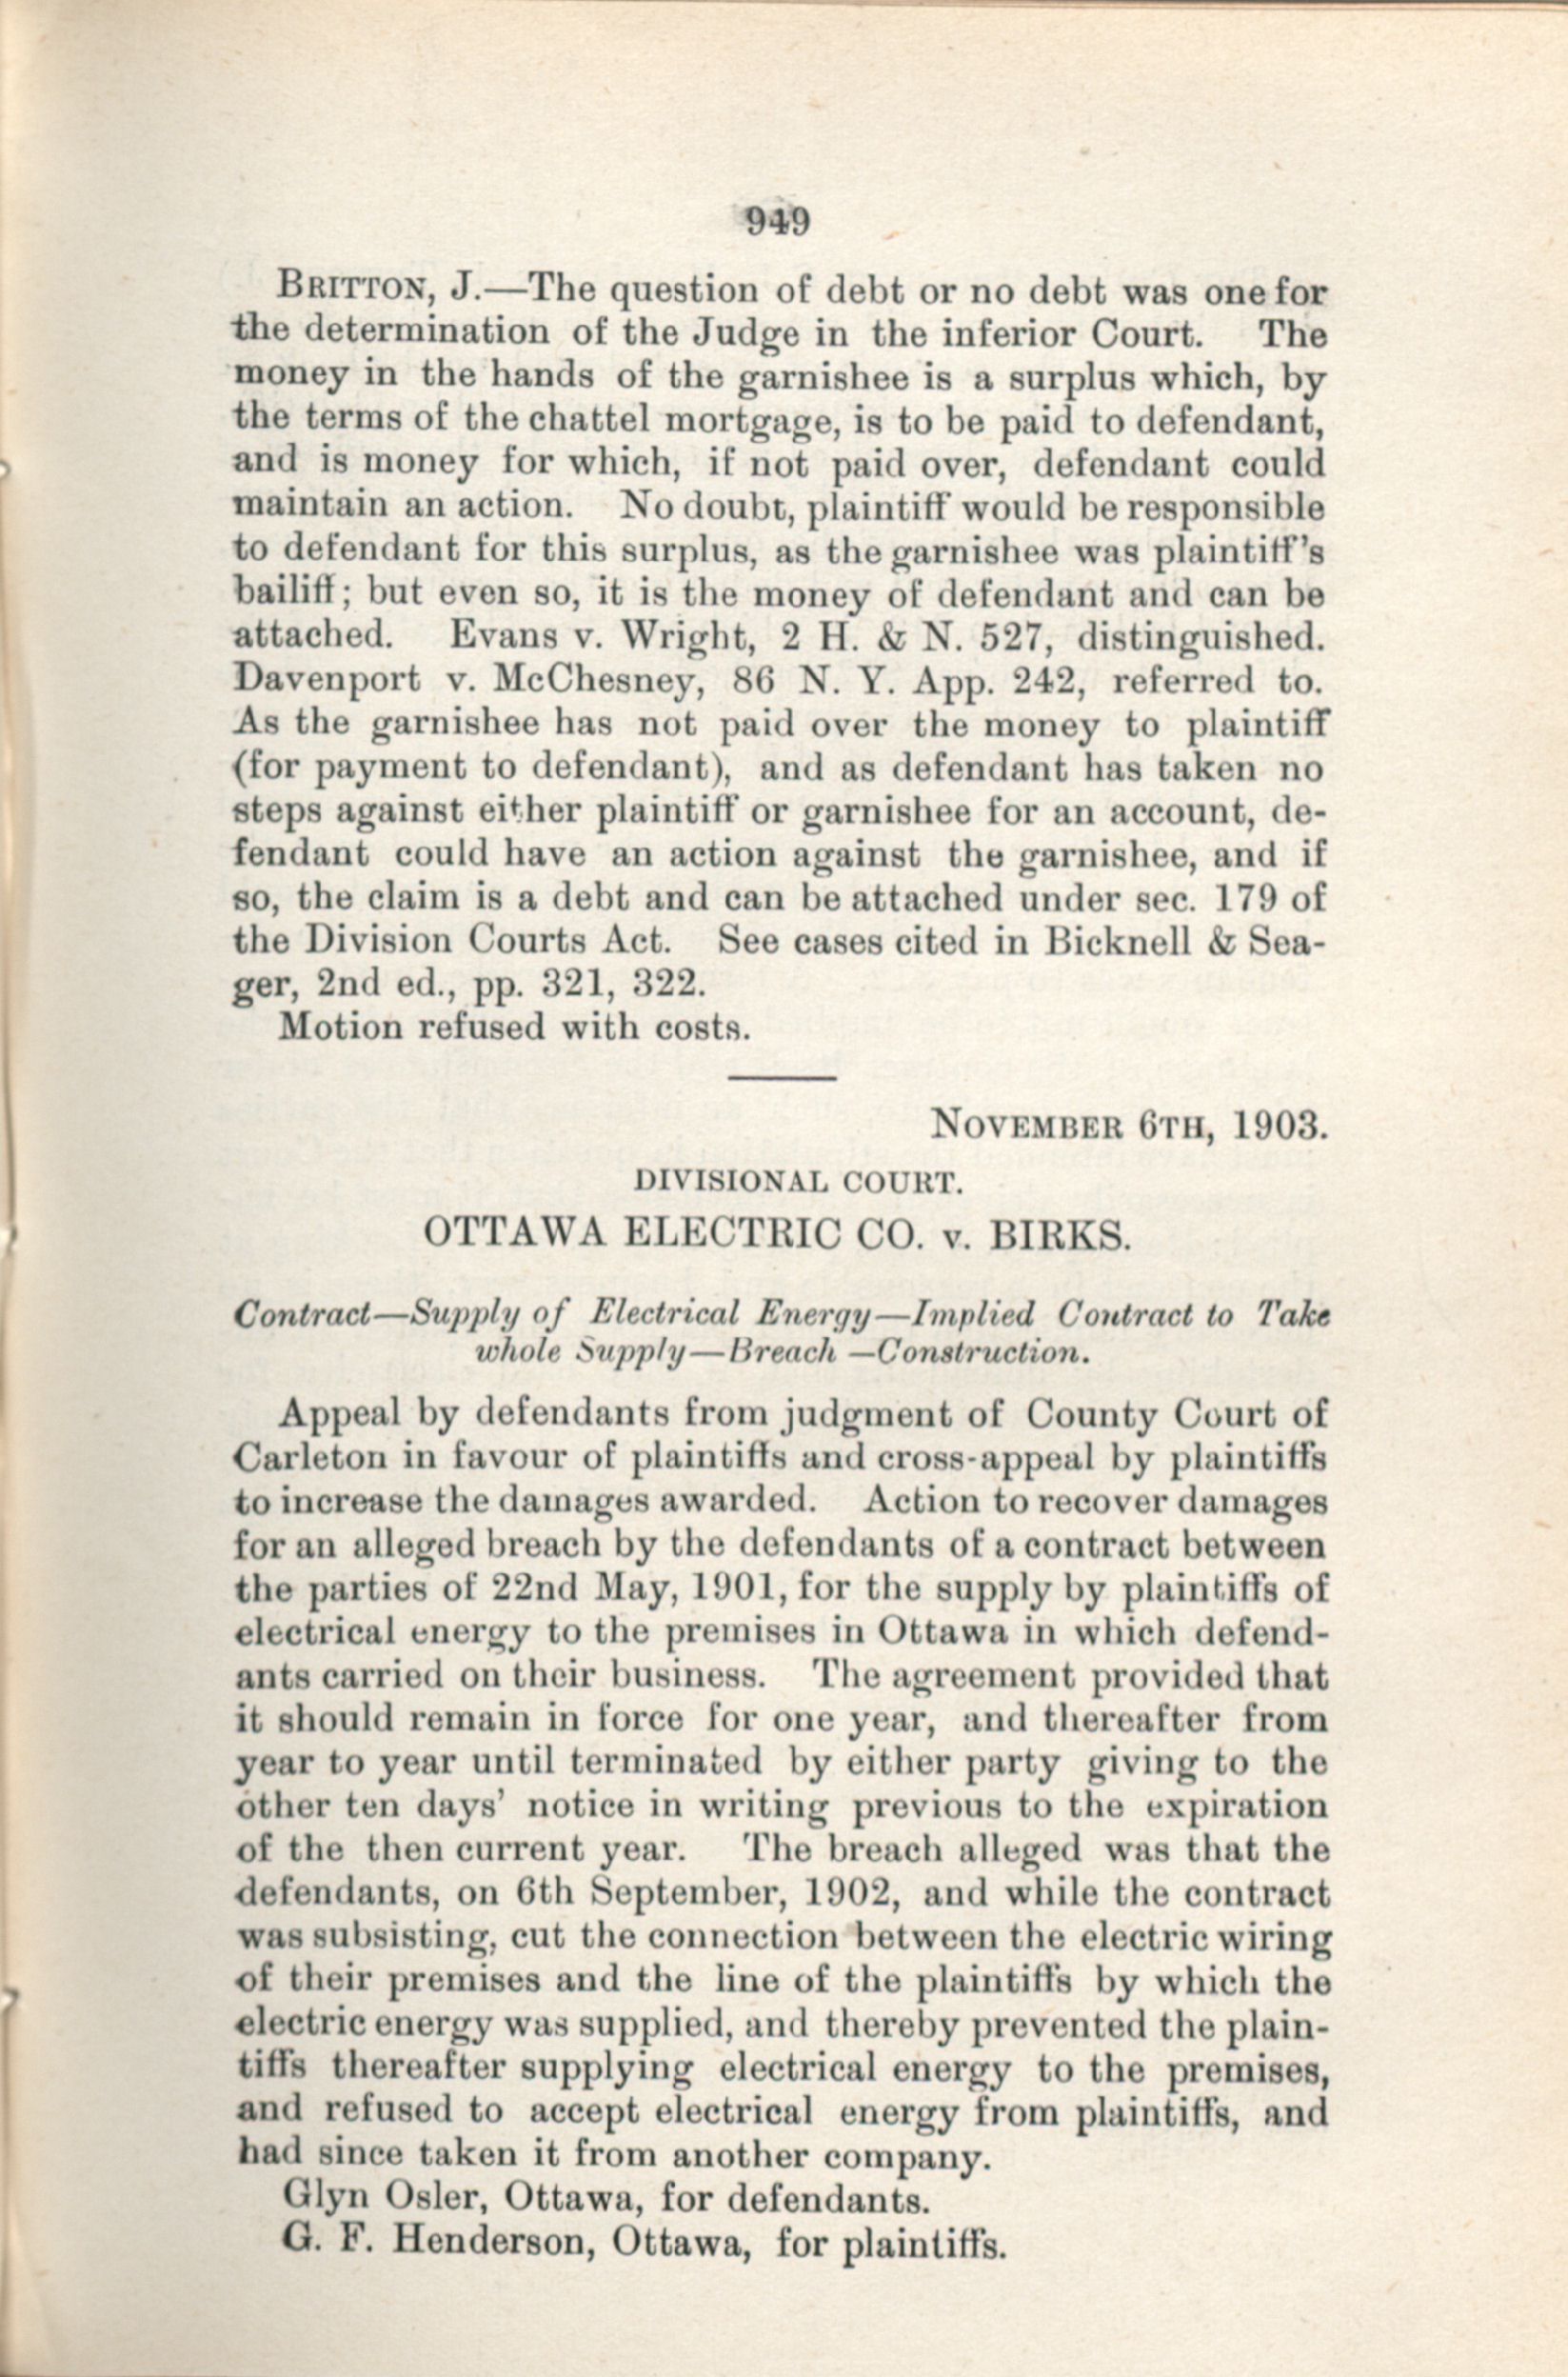 949
BRITTON, J.—The question of debt or no debt was one for
the determination of the Judge in the inferior Court. The
money in the hands of the garnishee is a surplus which, by
the terms of the chattel mortgage, is to be paid to defendant,
and is money for which, if not paid over, defendant could
maintain an action. No doubt, plaintiff would be responsible
to defendant for this surplus, as the garnishee was plaintiff's
bailiff; but even so, it is the money of defendant and can be
attached. Evans v. Wright, 2 H. & N. 527, distinguished.
Davenport v. McChesney, 86 N. Y. App. 242, referred to.
As the garnishee has not paid over the money to plaintiff
(for payment to defendant), and as defendant has taken no
steps against either plaintiff or garnishee for an account, de-
fendant could have an action against the garnishee, and if
so, the claim is a debt and can be attached under sec. 179 of
the Division Courts Act. See cases cited in Bicknell & Sea-
ger, 2nd ed., pp. 321, 322.
Motion refused with costs.
NOVEMBER 6TH, 1903.
DIVISIONAL COURT.
OTTAWA ELECTRIC CO. v. BIRKS.
Contract—Supply of Electrical Energy—Implied Contract to Take
whole Supply—Breach—Construction.
Appeal by defendants from judgment of County Court of
Carleton in favour of plaintiffs and cross-appeal by plaintiffs
to increase the damages awarded. Action to recover damages
for an alleged breach by the defendants of a contract between
the parties of 22nd May, 1901, for the supply by plaintiffs of
electrical energy to the premises in Ottawa in which defend-
ants carried on their business. The agreement provided that
it should remain in force for one year, and thereafter from
year to year until terminated by either party giving to the
other ten days' notice in writing previous to the expiration
of the then current year. The breach alleged was that the
defendants, on 6th September, 1902, and while the contract
was subsisting, cut the connection between the electric wiring
of their premises and the line of the plaintiffs by which the
electric energy was supplied, and thereby prevented the plain-
tiffs thereafter supplying electrical energy to the premises,
and refused to accept electrical energy from plaintiffs, and
had since taken it from another company.
Glyn Osler, Ottawa, for defendants.
G. F. Henderson, Ottawa, for plaintiffs.